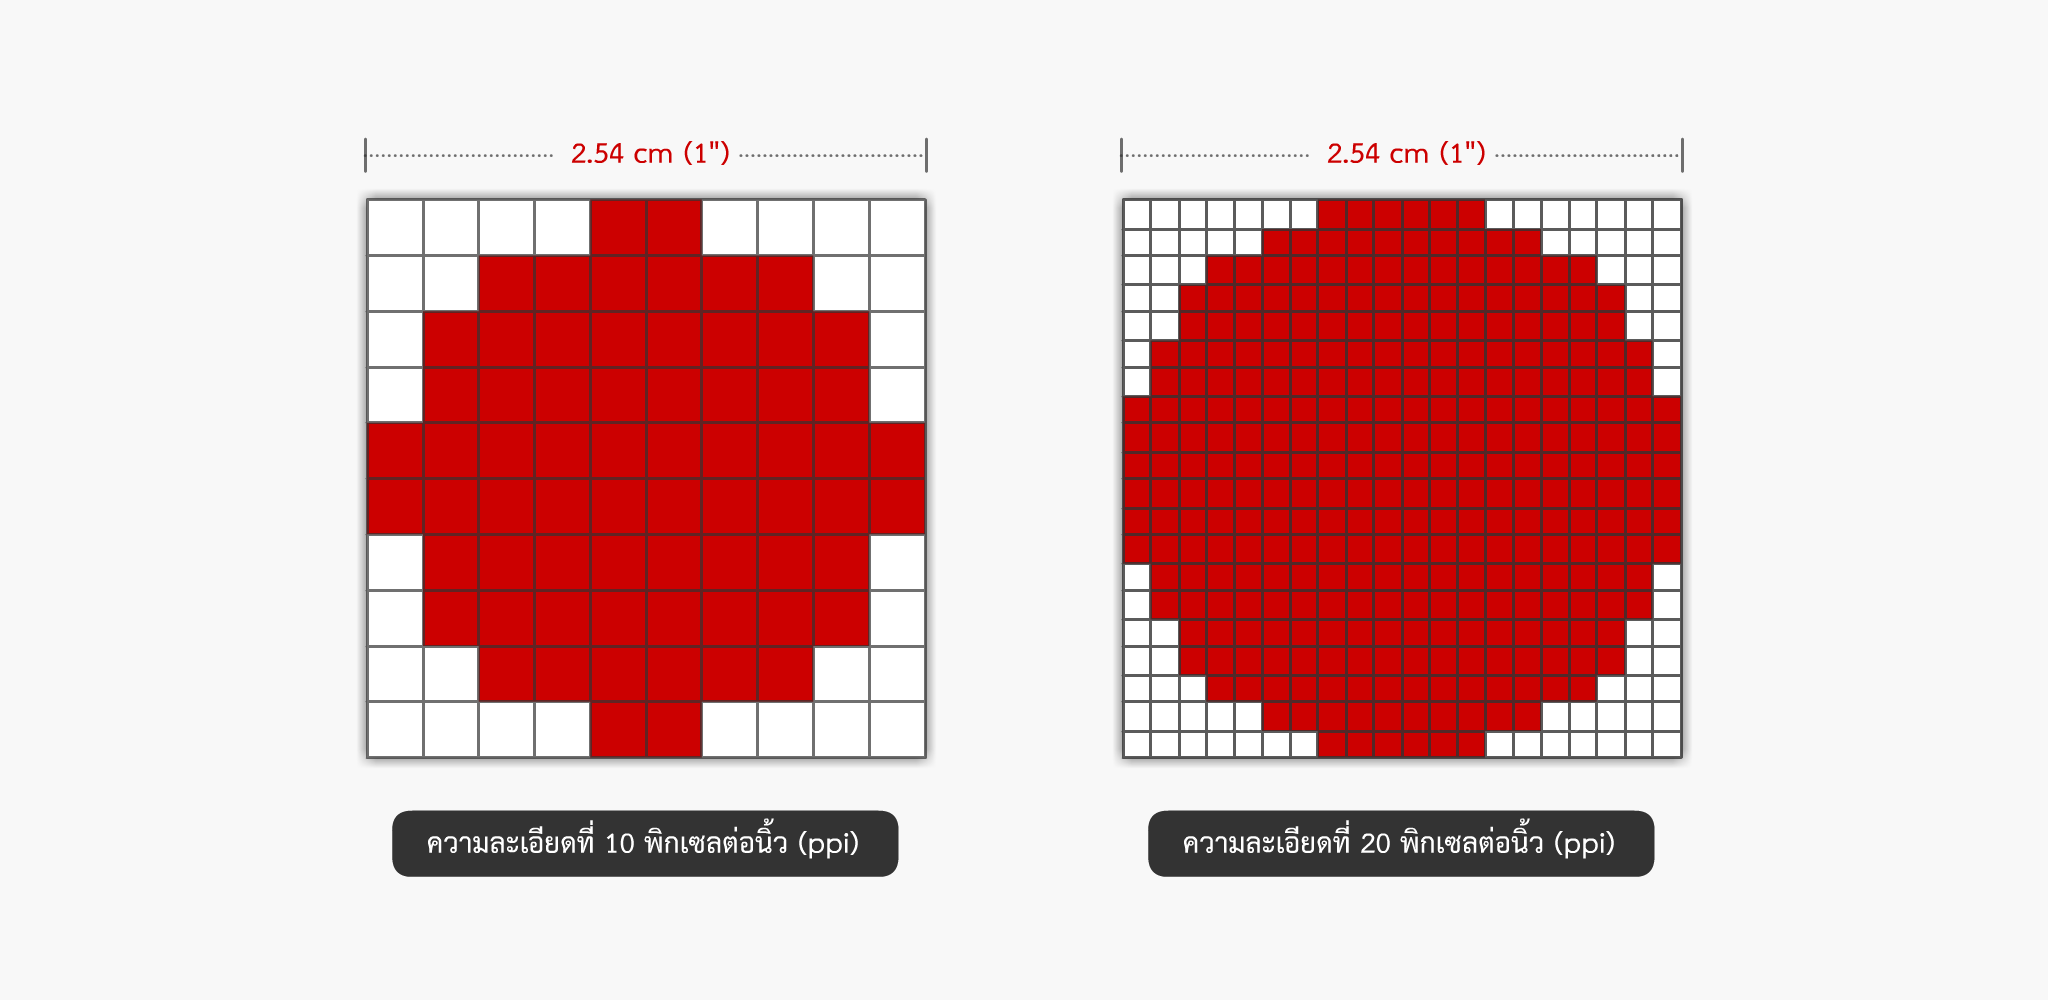 2.54 cm (1")
2.54 cm (1")
ความละเอียดที่ 10 พิกเซลต่อนิ้ว (ppi)
ความละเอียดที่ 20 พิกเซลต่อนิ้ว (ppi)